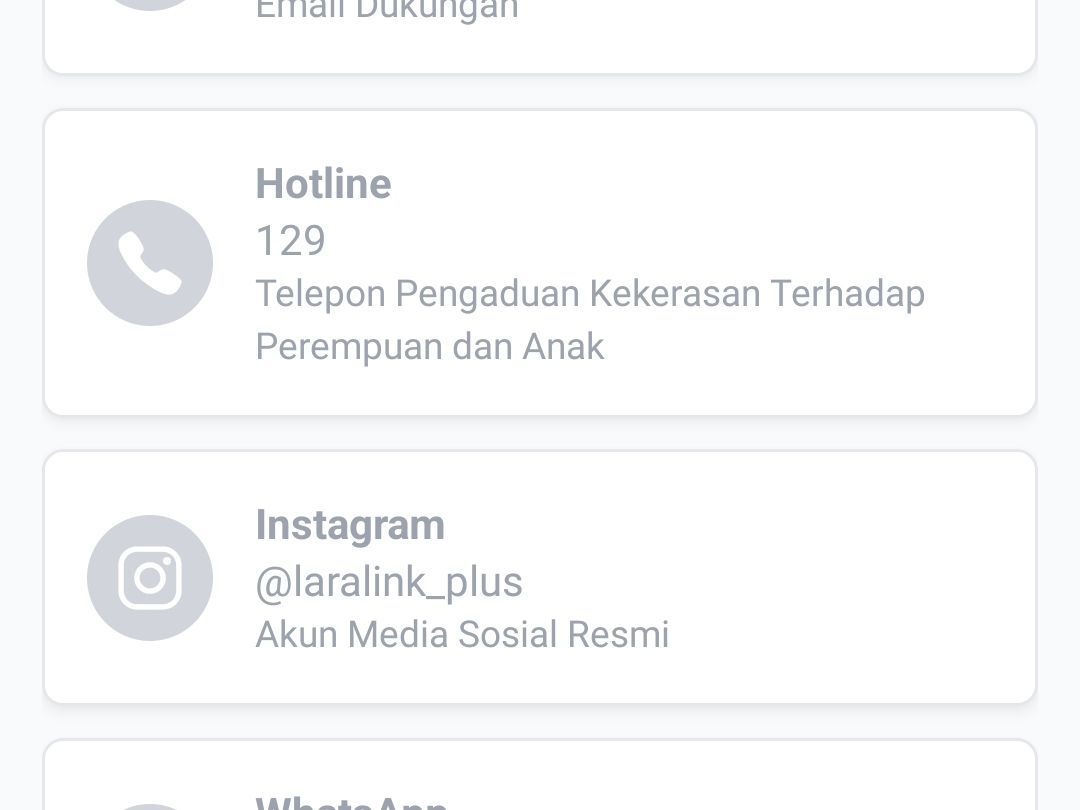 Email Dukungan
Hotline
129
Telepon Pengaduan Kekerasan Terhadap
Perempuan dan Anak
Instagram
@laralink_plus
Akun Media Sosial Resmi
WhatsApp